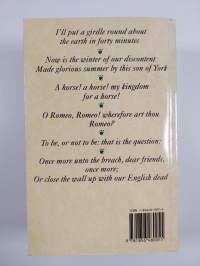 I'll put a girdle round about
the earth in forty minutes
Now is the winter of our discontent
Made glorious summer by this son of York
A horse! a horse! my kingdom
for a horse!
O Romeo, Romeo! wherefore art thou
Romeo?
To be, or not to be: that is the question:
Once more unto the breach, dear friends,
once more;
Or close the wall up with our English dead